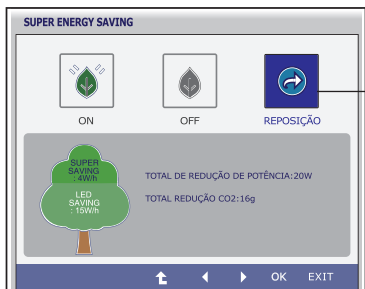 SUPER ENERGY SAVING
ON OFF REPOSIÇÃO
SUPER
SAVING
: 4W/h
LED
SAVING
: 15W/h
TOTAL DE REDUÇÃO DE POTÊNCIA:20W
TOTAL REDUÇÃO CO2:16g
OK EXIT